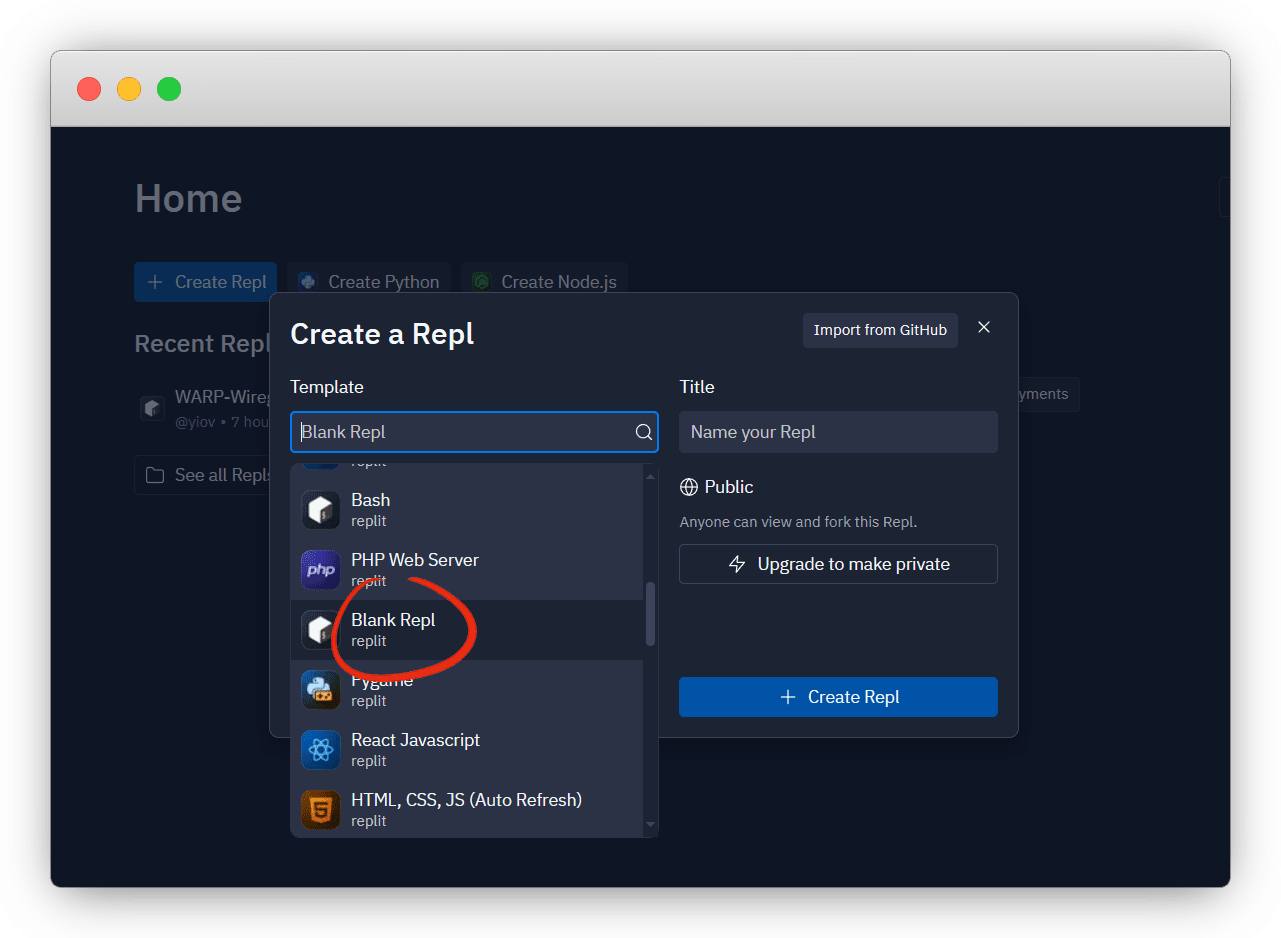 Home
Create Repl
Create Python
Create Node.js
Recent Repl
WARP-Wireg
@yiov • 7 hou
See all Repls
yments
Create a Repl
Import from GitHub
Template
Blank Repl
replit
Bash
replit
php
PHP Web Server
replit
Blank Repl
replit
Pygame
replit
React Javascript
replit
HTML, CSS, JS (Auto Refresh)
replit
Title
Name your Repl
Public
Anyone can view and fork this Repl.
Upgrade to make private
Create Repl